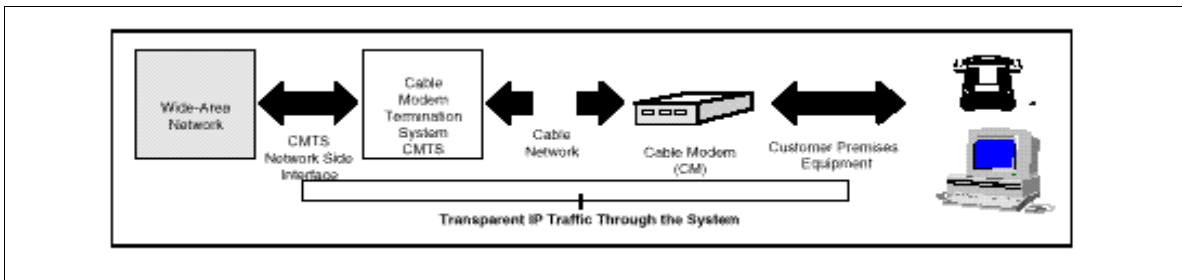 Wide-Area
Network
CMTS
Network Side
Interface
Cable
Modem
Termination
System
CMTS
Cable
Network
Cable Modem
(CM)
Customer Premises
Equipment
Transparent IP Traffic Through the System